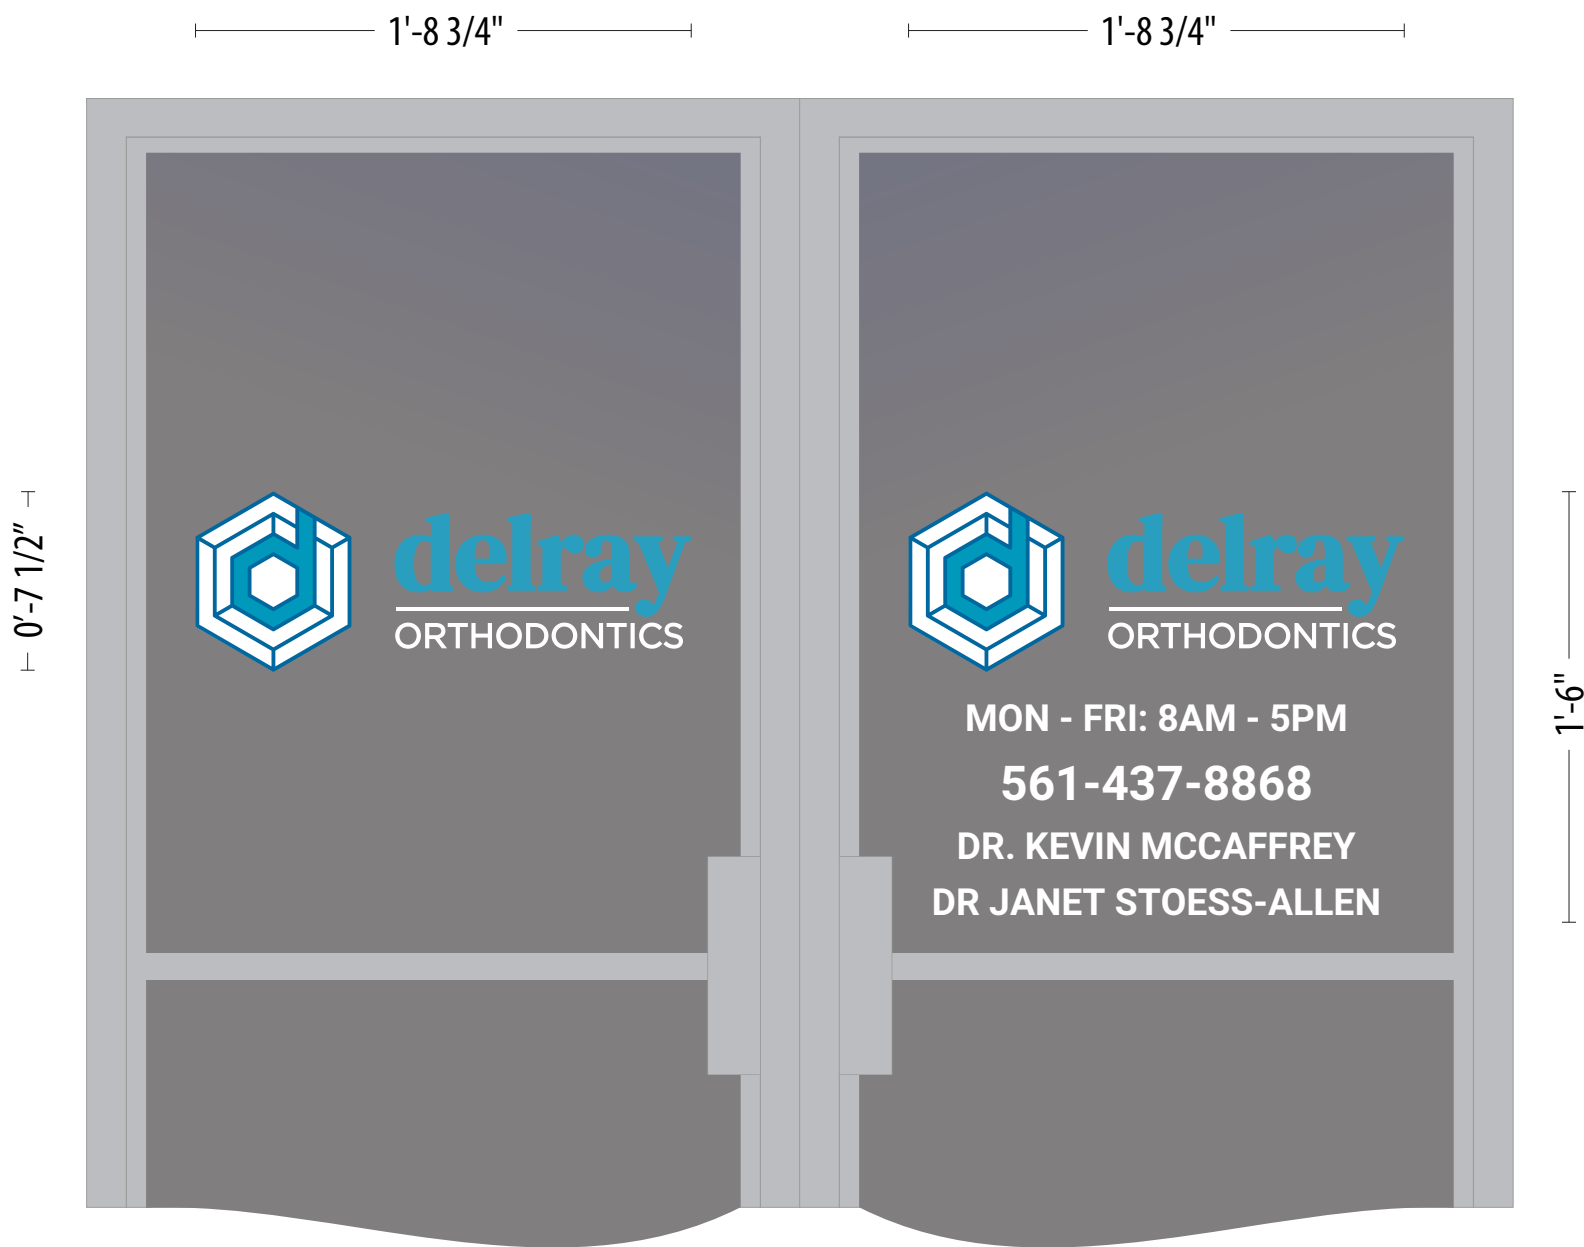 1'-8 3/4"
1'-8 3/4"
0'-7 1/2”
delray
ORTHODONTICS
delray
ORTHODONTICS
MON - FRI: 8AM - 5PM
561-437-8868
DR. KEVIN MCCAFFREY
DR JANET STOESS-ALLEN
1'-6"